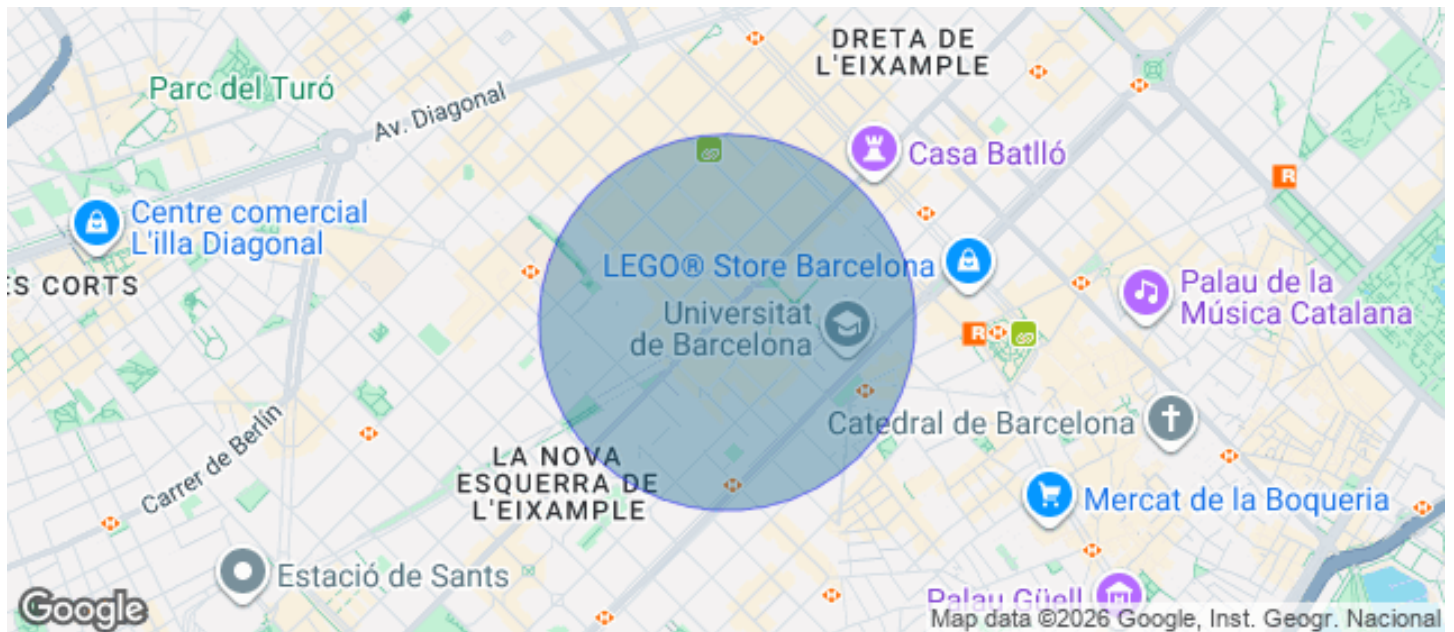 DRETA DE
L'EIXAMPLE
Parc del Turó
Av. Diagonal
Casa Batlló
R
Centre comercial
L'illa Diagonal
LEGO® Store Barcelona
ES CORTS
Palau de la
Música Catalana
Universitat
de Barcelona
R
Catedral de Barcelona
Carrer de Berlín
LA NOVA
ESQUERRA DE
L'EIXAMPLE
Mercat de la Boqueria
Estació de Sants
Palau Güell
Google
Map data ©2026 Google, Inst. Geogr. Nacional